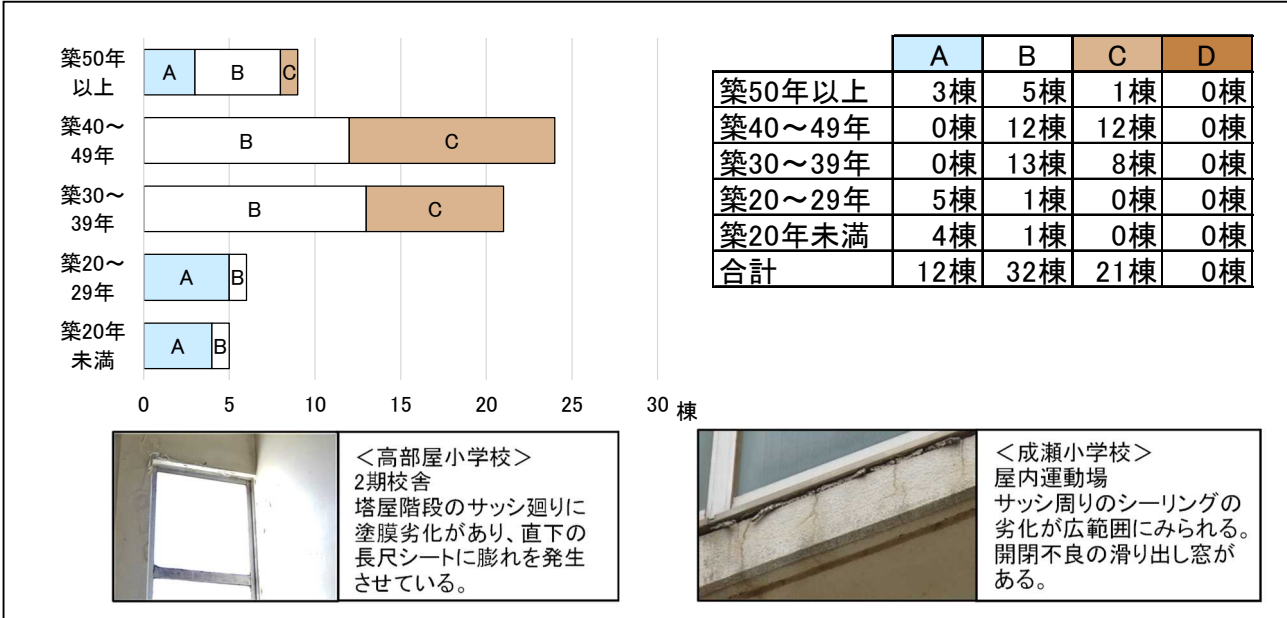 築50年
以上
A B C
築40～
49年
B C
築30～
39年
B C
築20～
29年
A B
築20年
未満
A B
0 5 10 15 20 25 30 棟
A B C D
築50年以上 3棟 5棟 1棟 0棟
築40～49年 0棟 12棟 12棟 0棟
築30～39年 0棟 13棟 8棟 0棟
築20～29年 5棟 1棟 0棟 0棟
築20年未満 4棟 1棟 0棟 0棟
合計 12棟 32棟 21棟 0棟
＜高部屋小学校＞
2期校舎
塔屋階段のサッシ廻りに
塗膜劣化があり、直下の
長尺シートに膨れを発生
させている。
＜成瀬小学校＞
屋内運動場
サッシ周りのシーリングの
劣化が広範囲にみられる。
開閉不良の滑り出し窓が
ある。